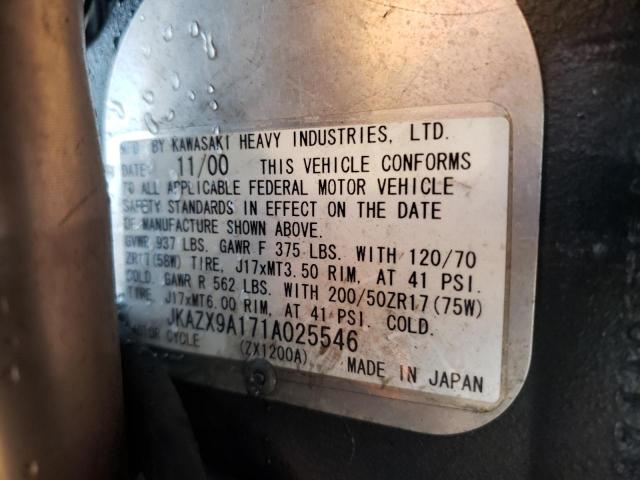 MFD BY KAWASAKI HEAVY INDUSTRIES, LTD.
DATE: 11/00 THIS VEHICLE CONFORMS
TO ALL APPLICABLE FEDERAL MOTOR VEHICLE
SAFETY STANDARDS IN EFFECT ON THE DATE
OF MANUFACTURE SHOWN ABOVE.
GVWR 937 LBS. GAWR F 375 LBS. WITH 120/70
ZR17(58W) TIRE, J17xMT3.50 RIM, AT 41 PSI.
COLD. GAWR R 562 LBS. WITH 200/50ZR17(75W)
TIRE, J17xMT6.00 RIM, AT 41 PSI. COLD.
JKAZX9A171A025546
MOTOR CYCLE (ZX1200A) MADE IN JAPAN